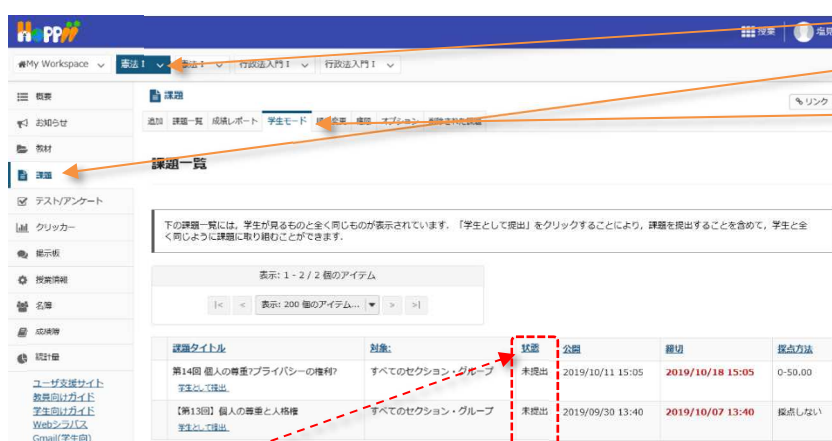 Hoppii
授業
塩見
My Workspace
憲法 I
憲法 I
行政法入門 I
行政法入門 I
概要
お知らせ
教材
課題
テスト/アンケート
クリッカー
掲示板
授業情報
名簿
成績簿
統計量
ユーザ支援サイト
教員向けガイド
学生向けガイド
Webシラバス
Gmail(学生向)
課題
リンク
追加 課題一覧 成績レポート 学生モード 権限 オプション 削除された課題
課題一覧
下の課題一覧には，学生が見るものと全く同じものが表示されています．「学生として提出」をクリックすることにより，課題を提出することを含めて，学生と全
く同じように課題に取り組むことができます．
表示: 1 - 2 / 2 個のアイテム
|< < 表示: 200 個のアイテム... > >|
課題タイトル 対象: 状態 公開 締切 採点方法
第14回 個人の尊重?プライバシーの権利? すべてのセクション・グループ 未提出 2019/10/11 15:05 2019/10/18 15:05 0-50.00
学生として提出
【第13回】個人の尊重と人格権 すべてのセクション・グループ 未提出 2019/09/30 13:40 2019/10/07 13:40 採点しない
学生として提出